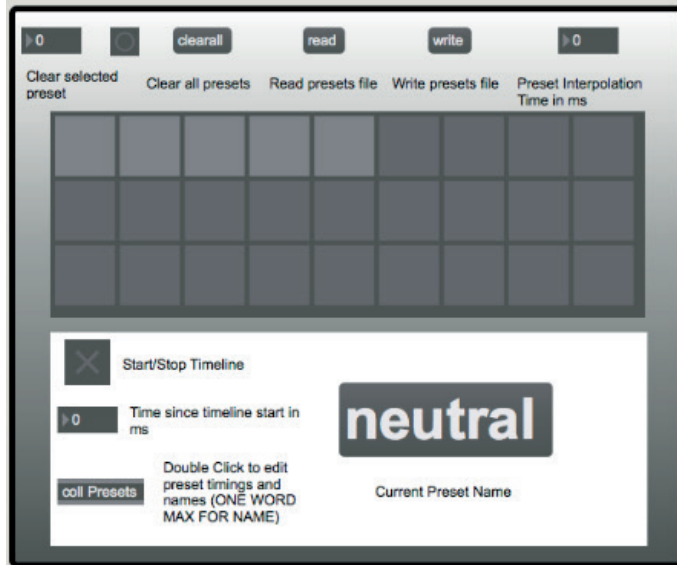 0
clearall
read
write
0
Clear selected
preset
Clear all presets
Read presets file
Write presets file
Preset Interpolation
Time in ms
Start/Stop Timeline
0
Time since timeline start in
ms
coll Presets
Double Click to edit
preset timings and
names (ONE WORD
MAX FOR NAME)
neutral
Current Preset Name